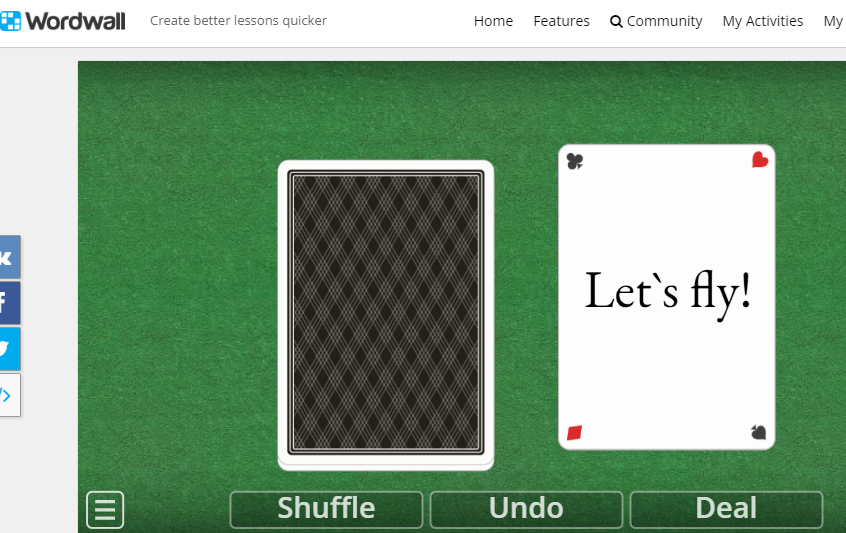 Wordwall
Create better lessons quicker
Home Features Community My Activities My
Let`s fly!
Shuffle Undo Deal